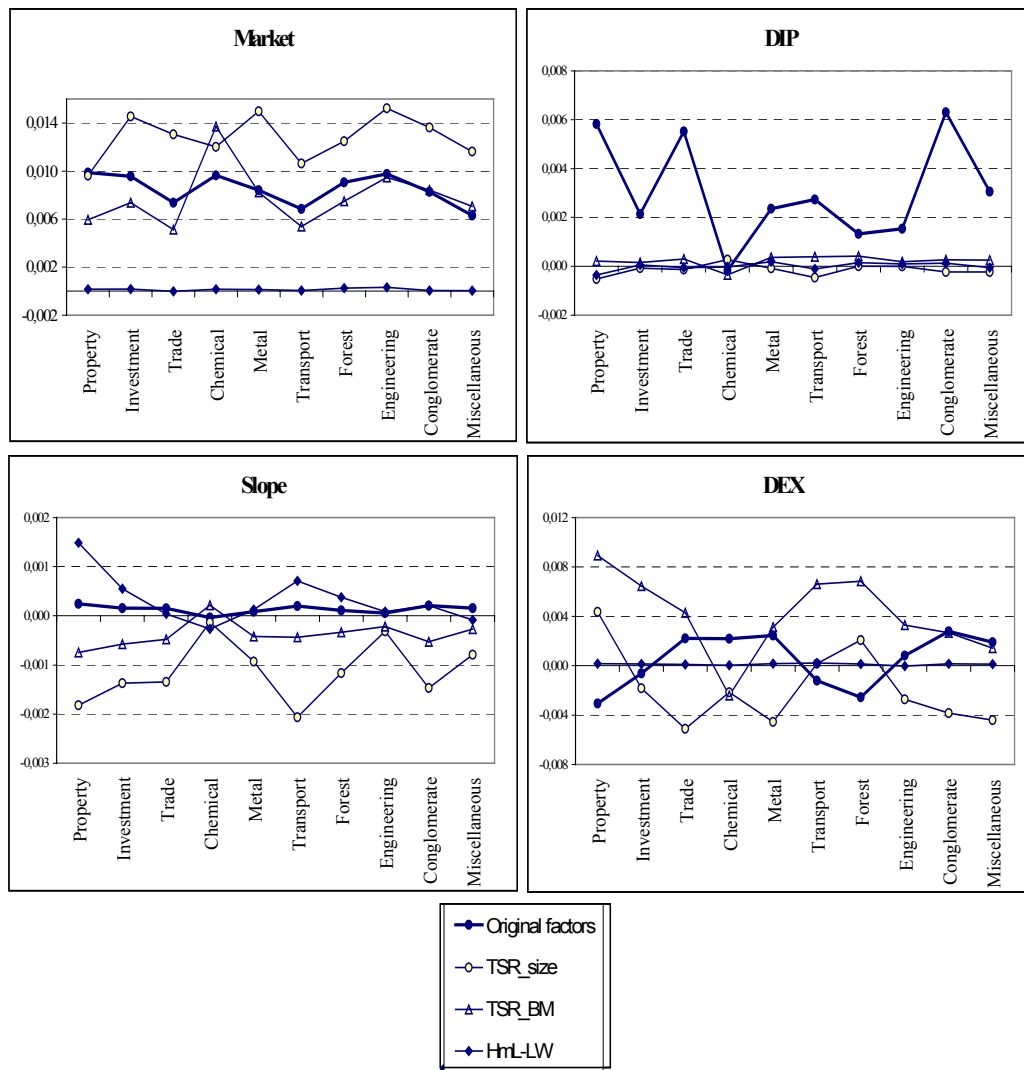 Market
0,014
0,010
0,006
0,002
-0,002
Property
Investment
Trade
Chemical
Metal
Transport
Forest
Engineering
Conglomerate
Miscellaneous
DIP
0,008
0,006
0,004
0,002
0,000
-0,002
Property
Investment
Trade
Chemical
Metal
Transport
Forest
Engineering
Conglomerate
Miscellaneous
Slope
0,002
0,001
0,000
-0,001
-0,002
-0,003
Property
Investment
Trade
Chemical
Metal
Transport
Forest
Engineering
Conglomerate
Miscellaneous
DEX
0,012
0,008
0,004
0,000
-0,004
-0,008
Property
Investment
Trade
Chemical
Metal
Transport
Forest
Engineering
Conglomerate
Miscellaneous
Original factors
TSR_size
TSR_BM
HmL-LW